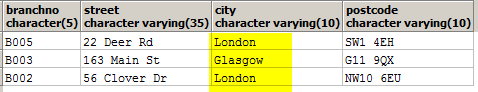 branchno street city postcode
character(5) character varying(35) character varying(10) character varying(10)
B005 22 Deer Rd London SW1 4EH
B003 163 Main St Glasgow G11 9QX
B002 56 Clover Dr London NW10 6EU